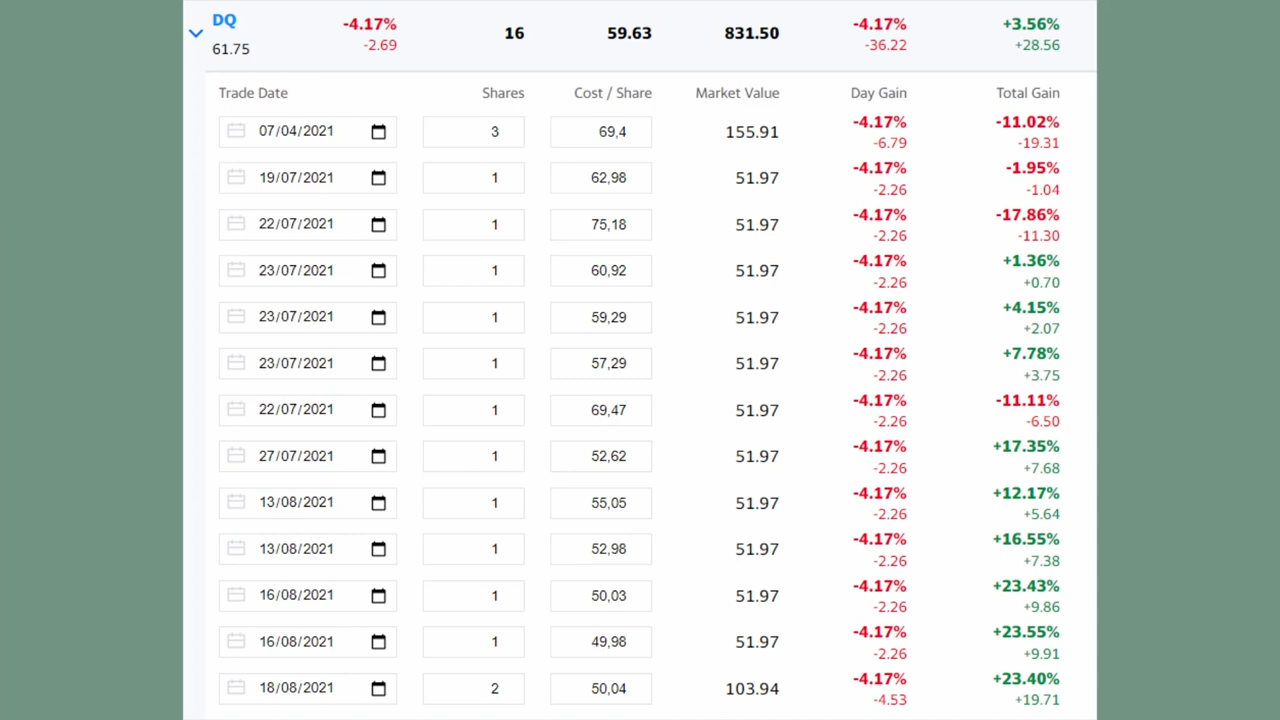 DQ -4.17% 16 59.63 831.50 -4.17% +3.56%
61.75 -2.69 -36.22 +28.56
Trade Date Shares Cost / Share Market Value Day Gain Total Gain
07/04/2021 3 69,4 155.91 -4.17% -11.02%
-6.79 -19.31
19/07/2021 1 62,98 51.97 -4.17% -1.95%
-2.26 -1.04
22/07/2021 1 75,18 51.97 -4.17% -17.86%
-2.26 -11.30
23/07/2021 1 60,92 51.97 -4.17% +1.36%
-2.26 +0.70
23/07/2021 1 59,29 51.97 -4.17% +4.15%
-2.26 +2.07
23/07/2021 1 57,29 51.97 -4.17% +7.78%
-2.26 +3.75
22/07/2021 1 69,47 51.97 -4.17% -11.11%
-2.26 -6.50
27/07/2021 1 52,62 51.97 -4.17% +17.35%
-2.26 +7.68
13/08/2021 1 55,05 51.97 -4.17% +12.17%
-2.26 +5.64
13/08/2021 1 52,98 51.97 -4.17% +16.55%
-2.26 +7.38
16/08/2021 1 50,03 51.97 -4.17% +23.43%
-2.26 +9.86
16/08/2021 1 49,98 51.97 -4.17% +23.55%
-2.26 +9.91
18/08/2021 2 50,04 103.94 -4.17% +23.40%
-4.53 +19.71